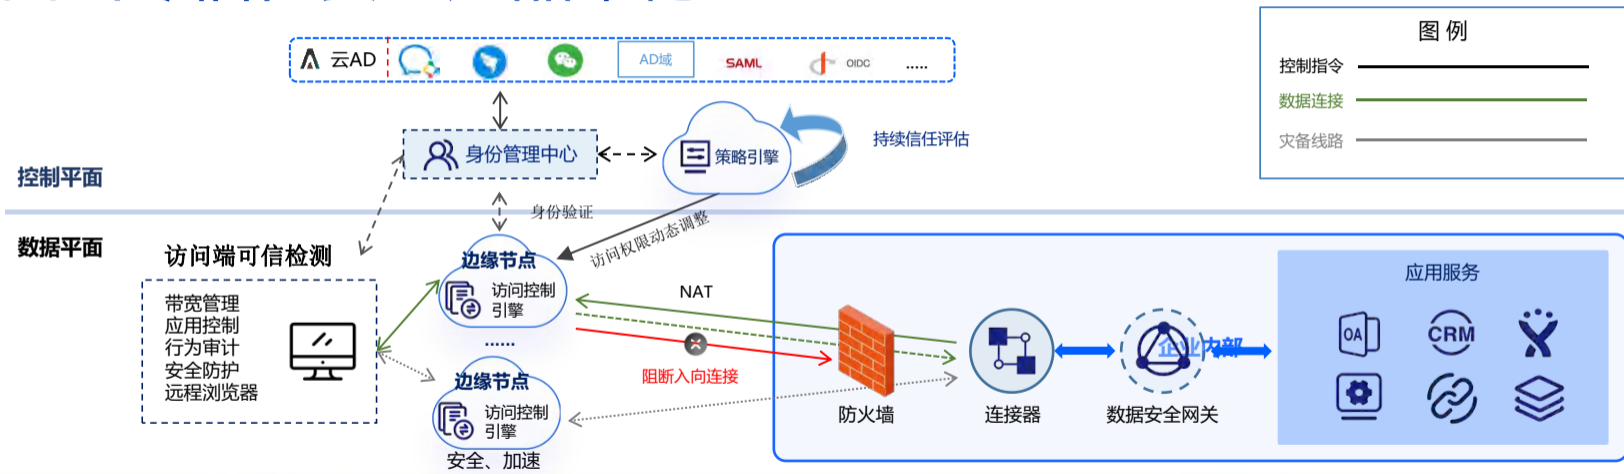 云AD
AD域
SAML
OIDC
.....
图 例
控制指令
数据连接
灾备线路
身份管理中心
策略引擎
持续信任评估
控制平面
身份验证
访问权限动态调整
数据平面
访问端可信检测
带宽管理
应用控制
行为审计
安全防护
远程浏览器
边缘节点
访问控制
引擎
......
边缘节点
访问控制
引擎
安全、加速
NAT
阻断入向连接
防火墙
连接器
数据安全网关
企业内部
应用服务
OA
CRM